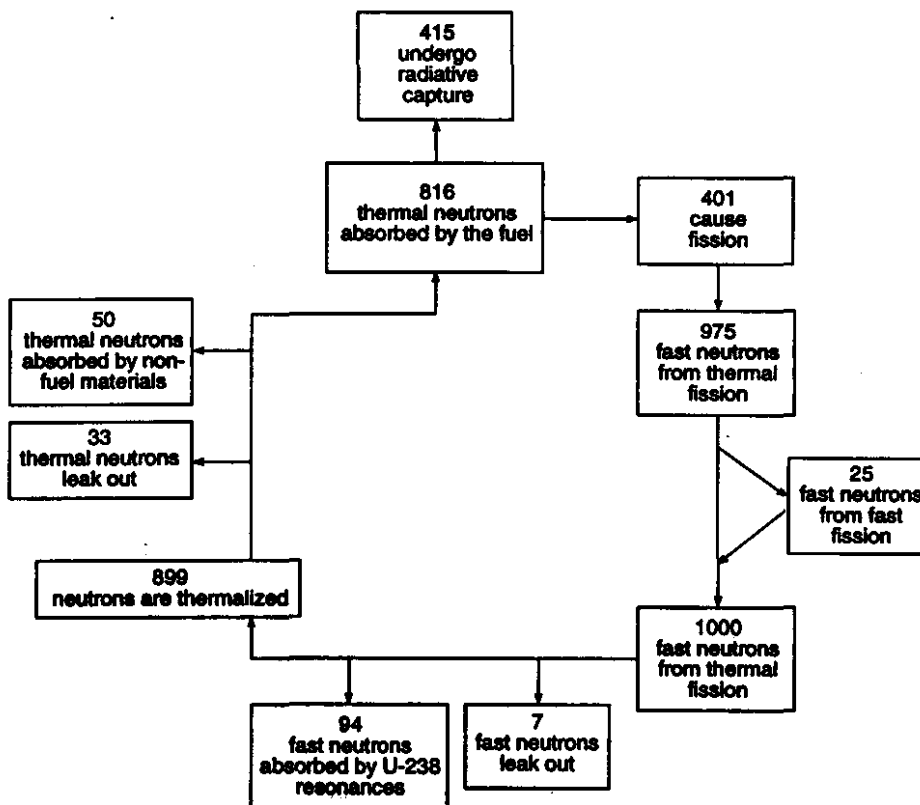 415
undergo
radiative
capture
816
thermal neutrons
absorbed by the fuel
401
cause
fission
50
thermal neutrons
absorbed by non-
fuel materials
975
fast neutrons
from thermal
fission
33
thermal neutrons
leak out
25
fast neutrons
from fast
fission
899
neutrons are thermalized
1000
fast neutrons
from thermal
fission
94
fast neutrons
absorbed by U-238
resonances
7
fast neutrons
leak out